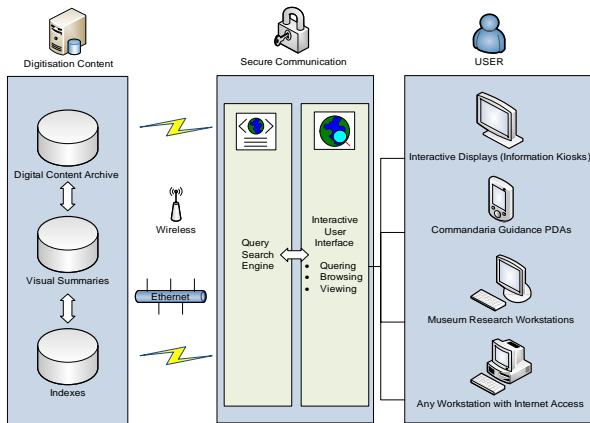 Digitisation Content
Secure Communication
USER
Digital Content Archive
Visual Summaries
Indexes
Wireless
Ethernet
Query
Search
Engine
Interactive
User
Interface
• Quering
• Browsing
• Viewing
Interactive Displays (Information Kiosks)
Commandaria Guidance PDAs
Museum Research Workstations
Any Workstation with Internet Access